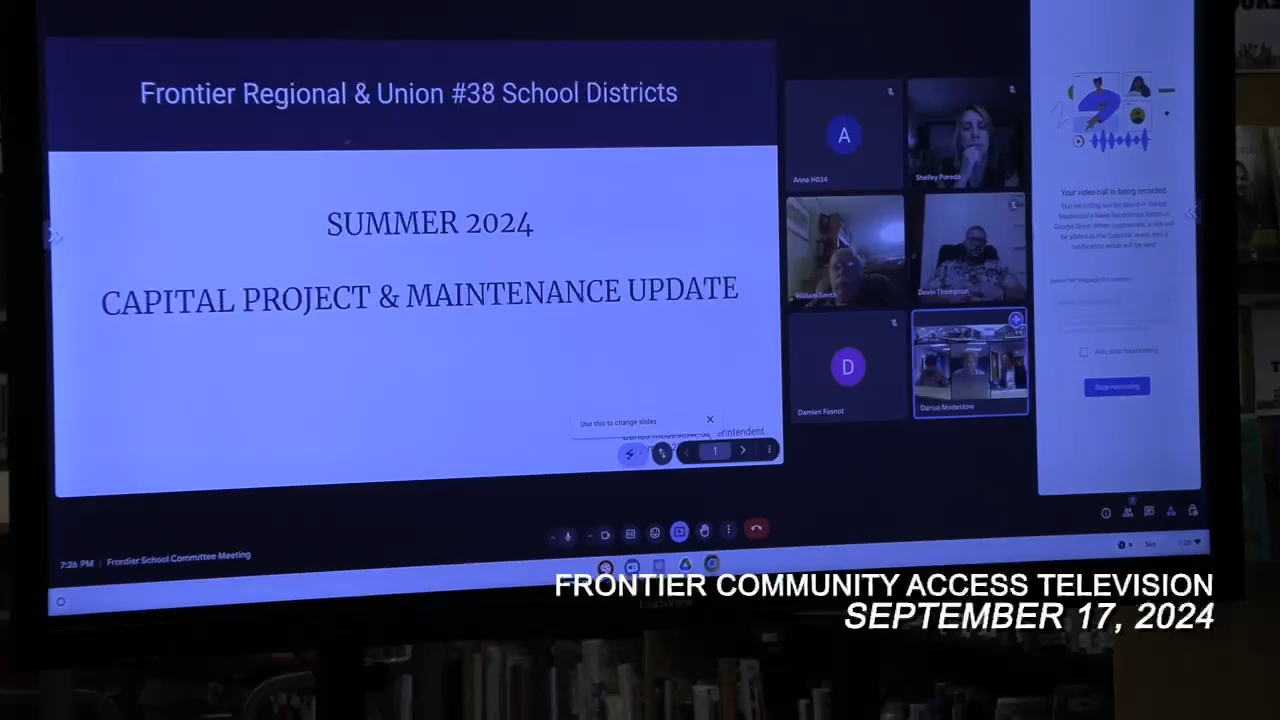 Frontier Regional & Union #38 School Districts
SUMMER 2024
CAPITAL PROJECT & MAINTENANCE UPDATE
Use this to change slides
1
A
Anna H034
Shelley Poreda
William Smith
Devin Thompson
D
Damien Fosnot
Darius Modestow
Your video call is being recorded.
Stop recording
7:26 PM | Frontier School Committee Meeting
FRONTIER COMMUNITY ACCESS TELEVISION
SEPTEMBER 17, 2024